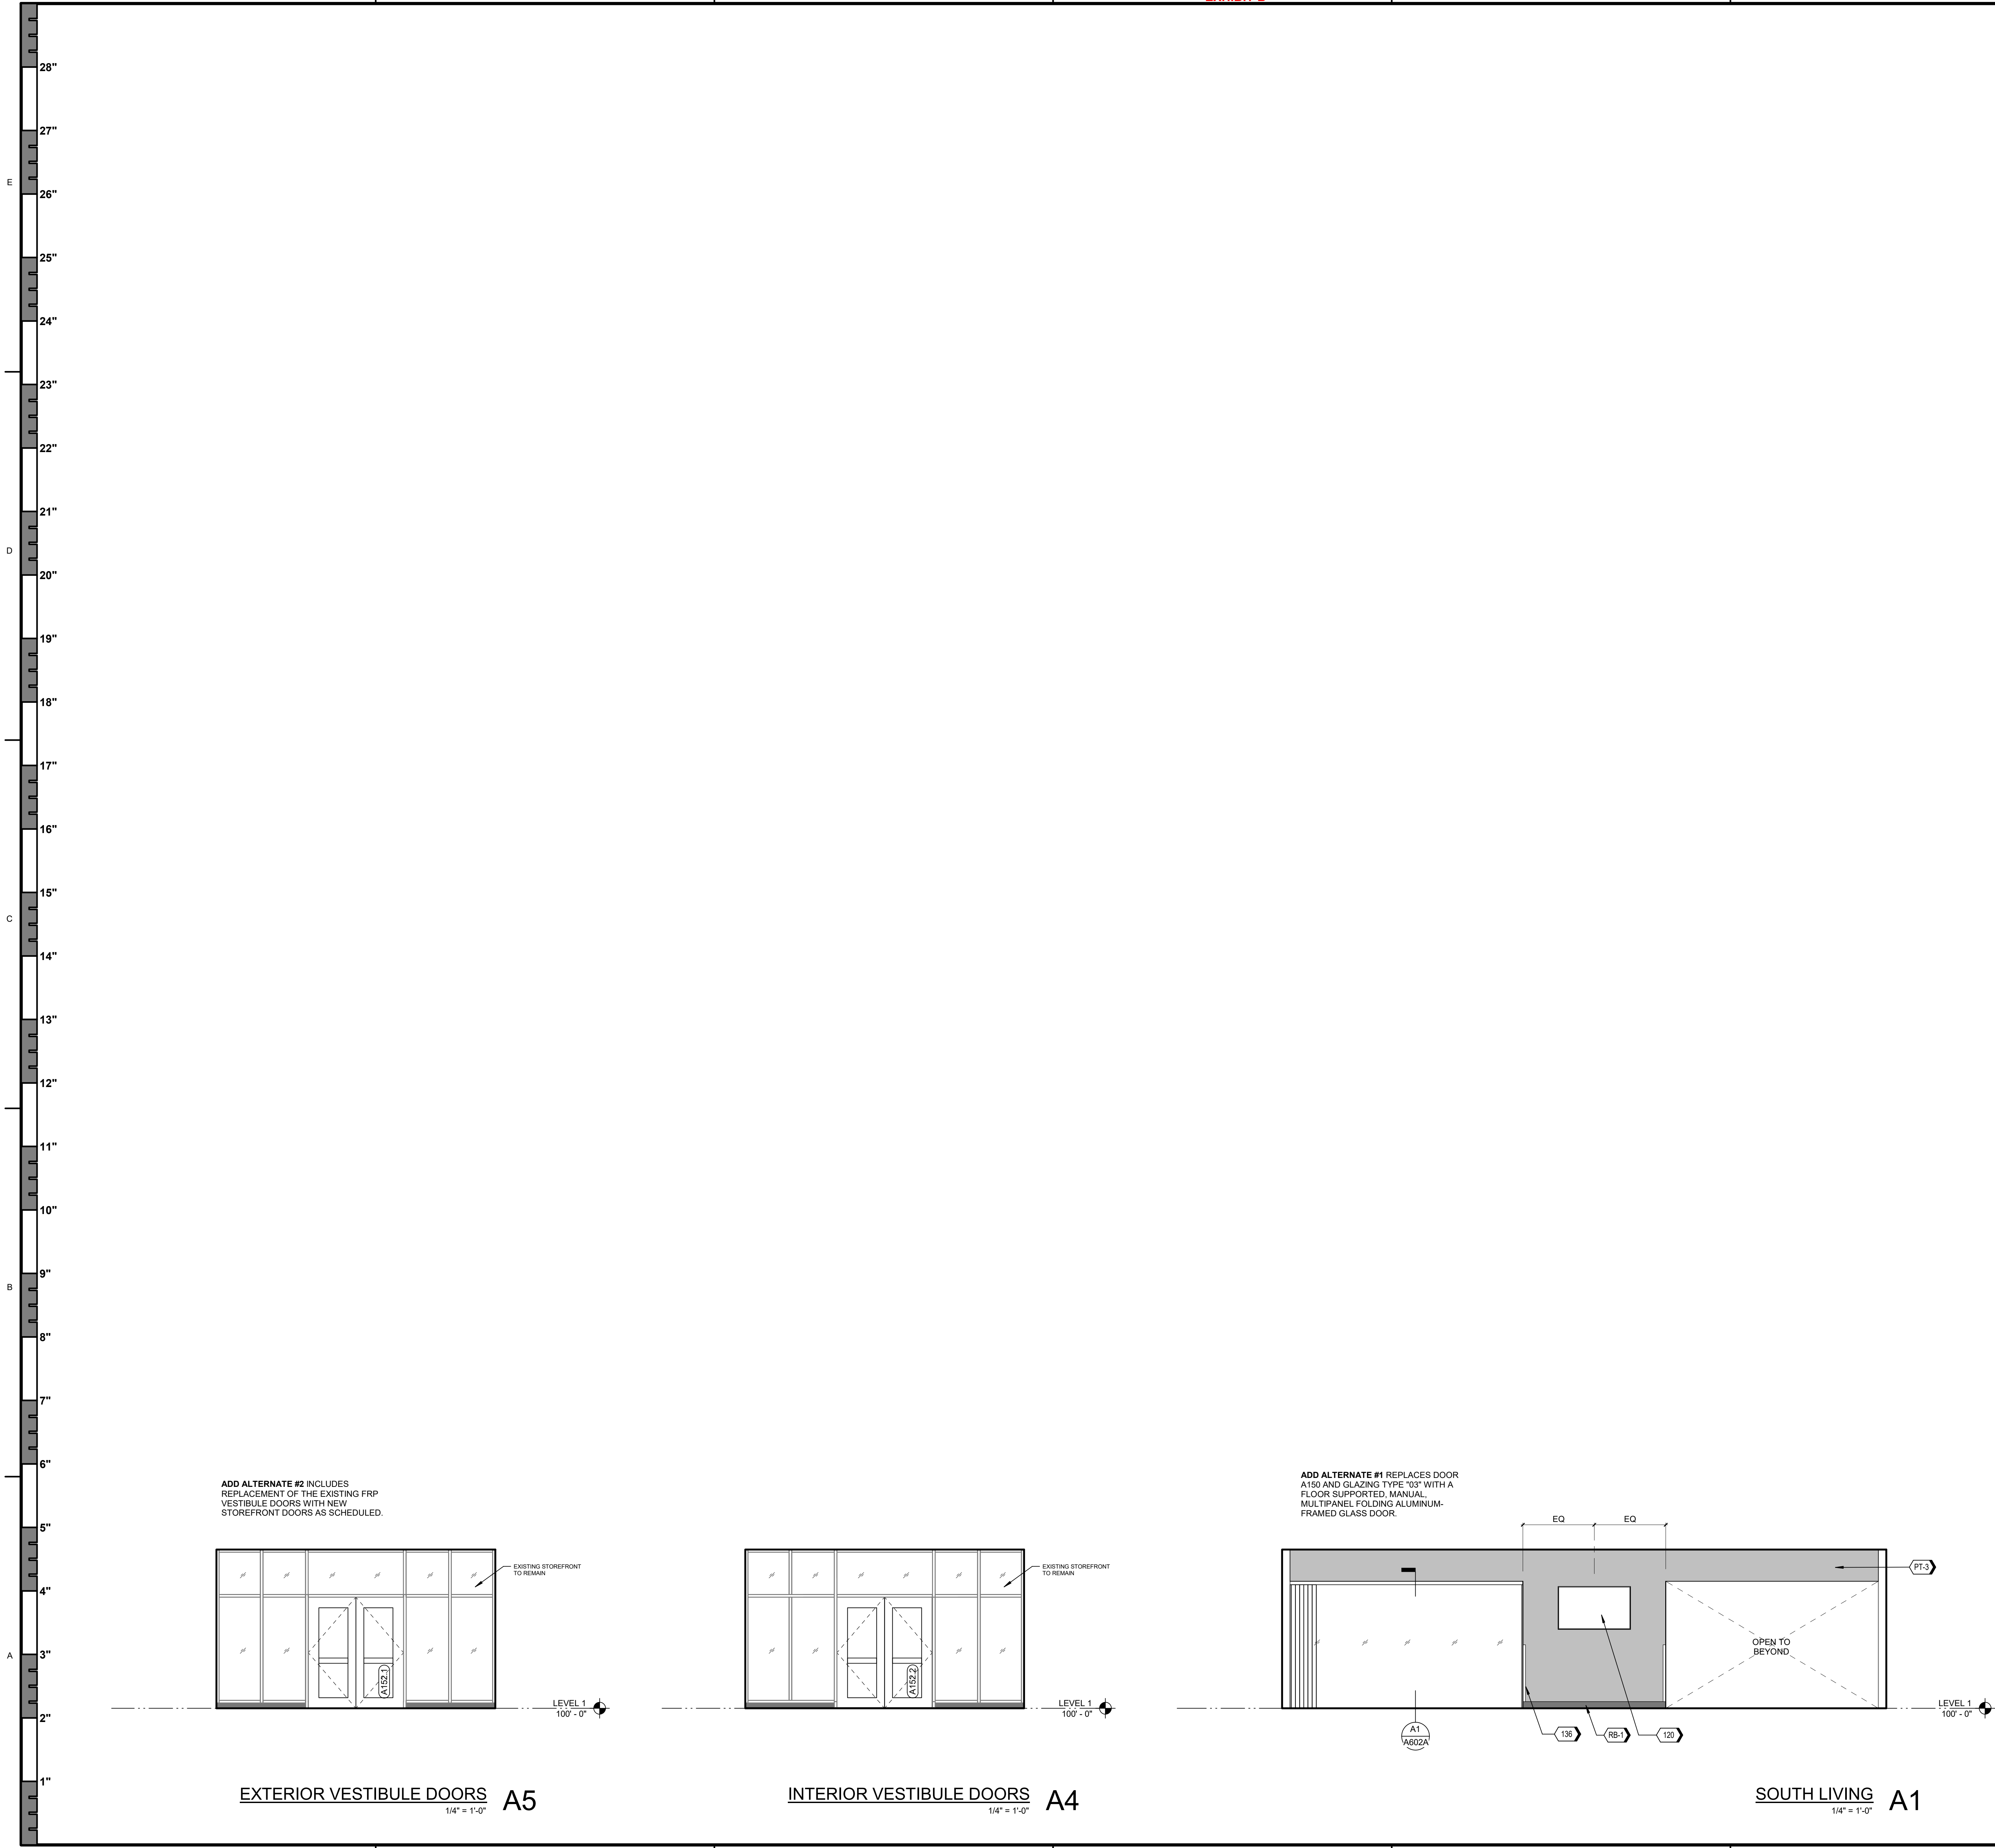 28"
27"
E
26"
25"
24"
23"
22"
21"
D
20"
19"
18"
17"
16"
15"
C
14"
13"
12"
11"
10"
9"
B
8"
7"
6"
5"
4"
A
3"
2"
1"
ADD ALTERNATE #2 INCLUDES
REPLACEMENT OF THE EXISTING FRP
VESTIBULE DOORS WITH NEW
STOREFRONT DOORS AS SCHEDULED.
EXISTING STOREFRONT
TO REMAIN
A152.1
LEVEL 1
100' - 0"
EXTERIOR VESTIBULE DOORS A5
1/4" = 1'-0"
EXISTING STOREFRONT
TO REMAIN
A152.2
LEVEL 1
100' - 0"
INTERIOR VESTIBULE DOORS A4
1/4" = 1'-0"
ADD ALTERNATE #1 REPLACES DOOR
A150 AND GLAZING TYPE "03" WITH A
FLOOR SUPPORTED, MANUAL,
MULTIPANEL FOLDING ALUMINUM-
FRAMED GLASS DOOR.
EQ EQ
PT-3
OPEN TO
BEYOND
LEVEL 1
100' - 0"
A1
A602A
136 RB-1 120
SOUTH LIVING A1
1/4" = 1'-0"